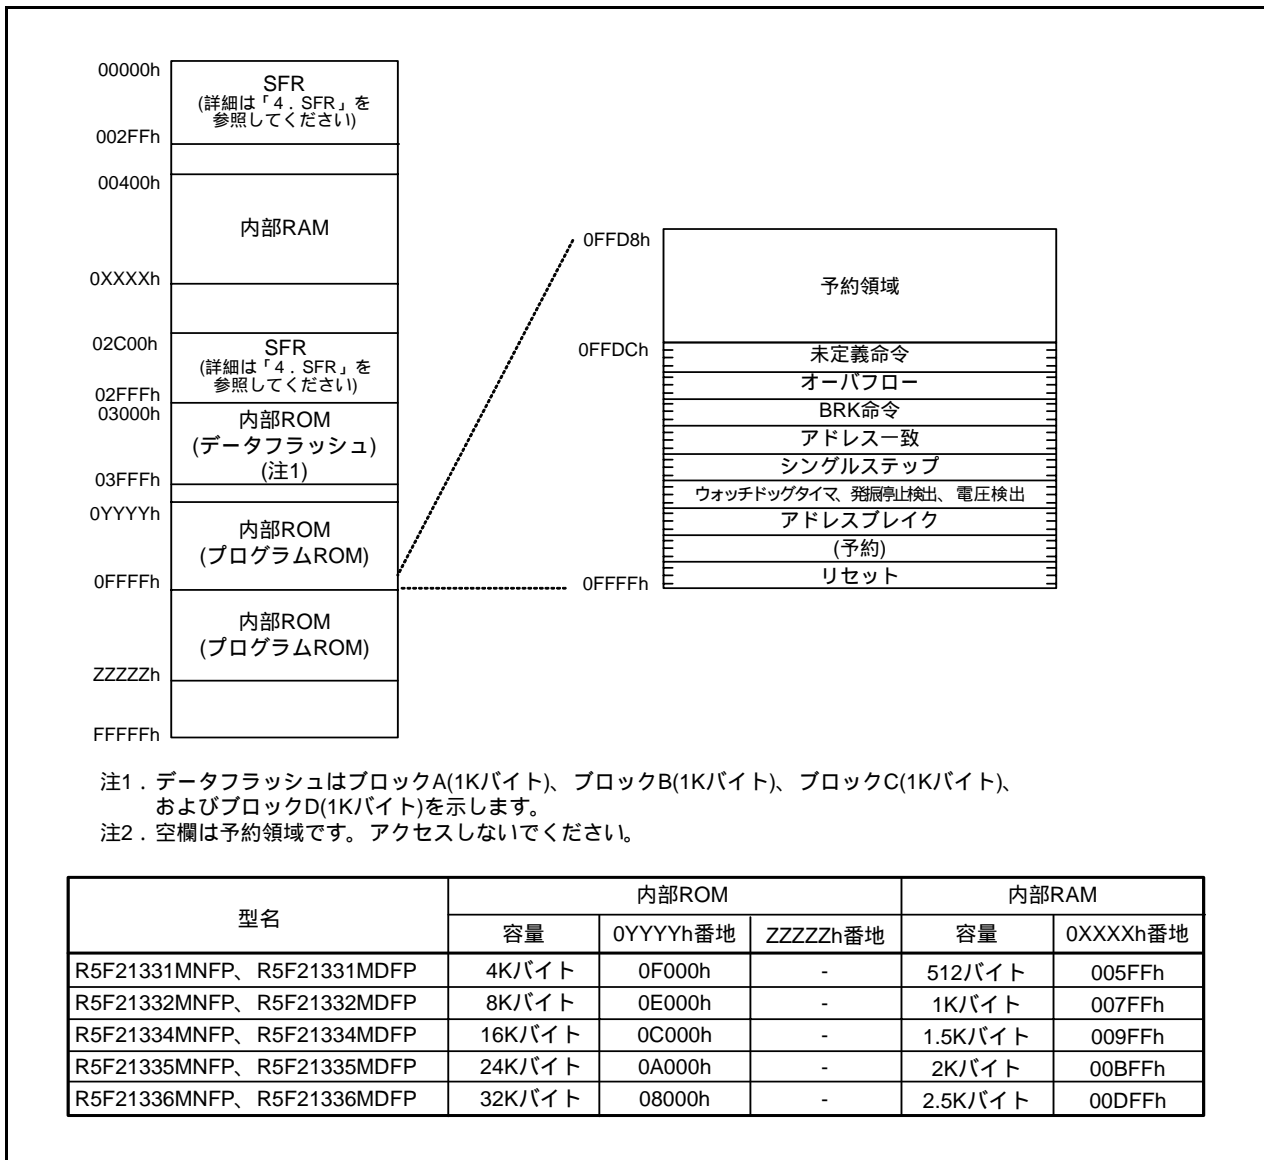 00000h
SFR
(詳細は「4．SFR」を
参照してください)
002FFh
00400h
内部RAM
0XXXXh
02C00h
SFR
(詳細は「4．SFR」を
参照してください)
02FFFh
03000h
内部ROM
(データフラッシュ)
(注1)
03FFFh
0YYYYh
内部ROM
(プログラムROM)
0FFFFh
内部ROM
(プログラムROM)
ZZZZZh
FFFFFh
0FFD8h
予約領域
0FFDCh
未定義命令
オーバフロー
BRK命令
アドレス一致
シングルステップ
ウォッチドッグタイマ、発振停止検出、電圧検出
アドレスブレイク
(予約)
リセット
0FFFFh
注1．データフラッシュはブロックA(1Kバイト)、ブロックB(1Kバイト)、ブロックC(1Kバイト)、
およびブロックD(1Kバイト)を示します。
注2．空欄は予約領域です。アクセスしないでください。
型名 内部ROM 内部RAM
容量 0YYYYh番地 ZZZZZh番地 容量 0XXXXh番地
R5F21331MNFP、R5F21331MDFP 4Kバイト 0F000h - 512バイト 005FFh
R5F21332MNFP、R5F21332MDFP 8Kバイト 0E000h - 1Kバイト 007FFh
R5F21334MNFP、R5F21334MDFP 16Kバイト 0C000h - 1.5Kバイト 009FFh
R5F21335MNFP、R5F21335MDFP 24Kバイト 0A000h - 2Kバイト 00BFFh
R5F21336MNFP、R5F21336MDFP 32Kバイト 08000h - 2.5Kバイト 00DFFh